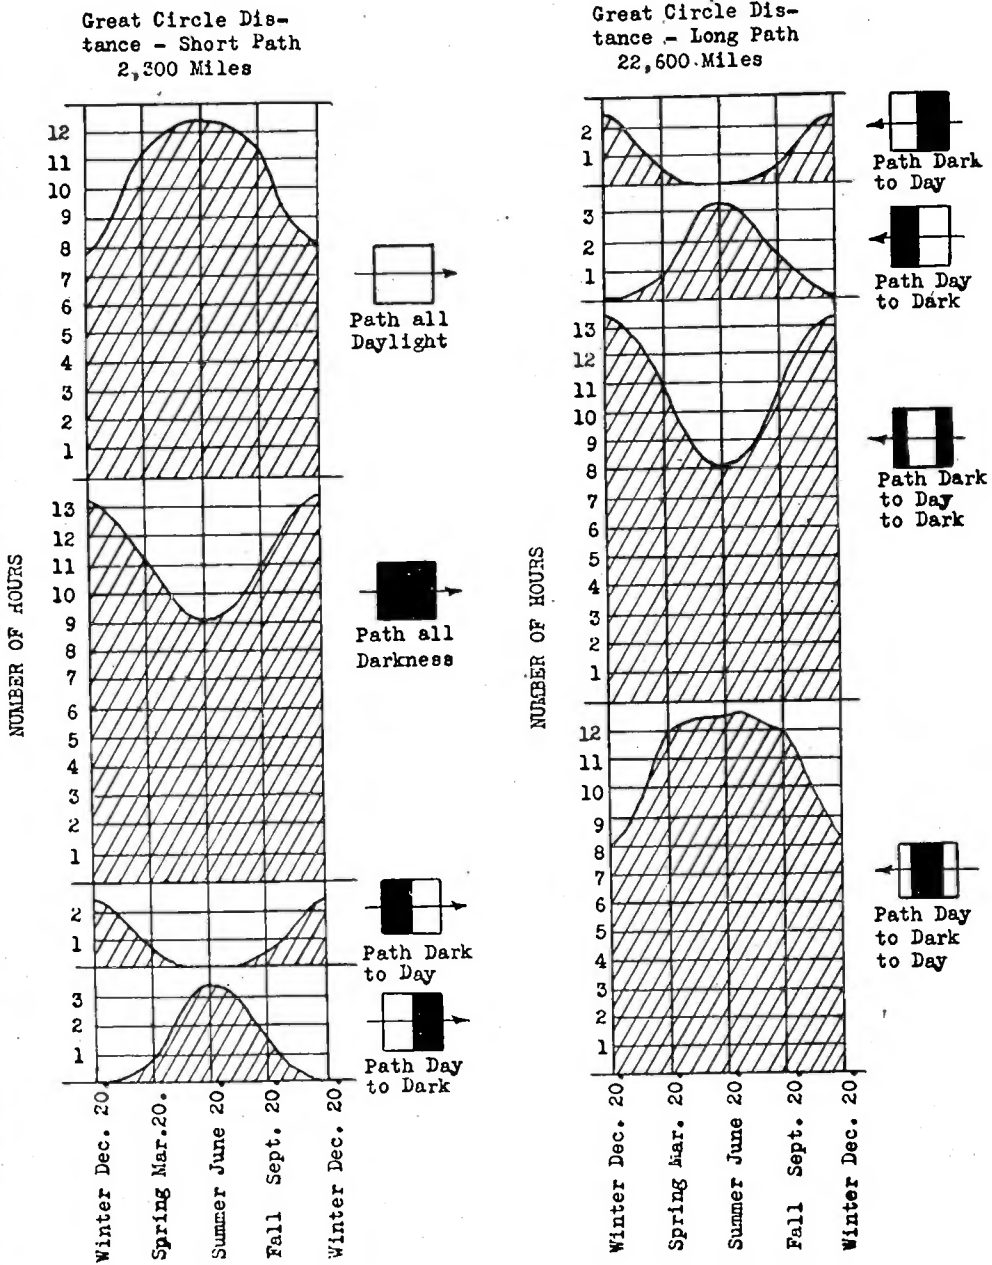 Great Circle Dis-
tance - Short Path
2,300 Miles
12
11
10
9
8
7
6
5
4
3
2
1
Path all
Daylight
13
12
11
10
9
8
7
6
5
4
3
2
1
Path all
Darkness
2
1
Path Dark
to Day
3
2
1
Path Day
to Dark
NUMBER OF HOURS
Winter Dec. 20
Spring Mar.20.
Summer June 20
Fall Sept. 20
Winter Dec. 20
Great Circle Dis-
tance - Long Path
22,600 Miles
2
1
Path Dark
to Day
3
2
1
Path Day
to Dark
13
12
11
10
9
8
7
6
5
4
3
2
1
Path Dark
to Day
to Dark
12
11
10
9
8
7
6
5
4
3
2
1
Path Day
to Dark
to Day
NUMBER OF HOURS
Winter Dec. 20
Spring Mar. 20
Summer June 20
Fall Sept. 20
Winter Dec. 20